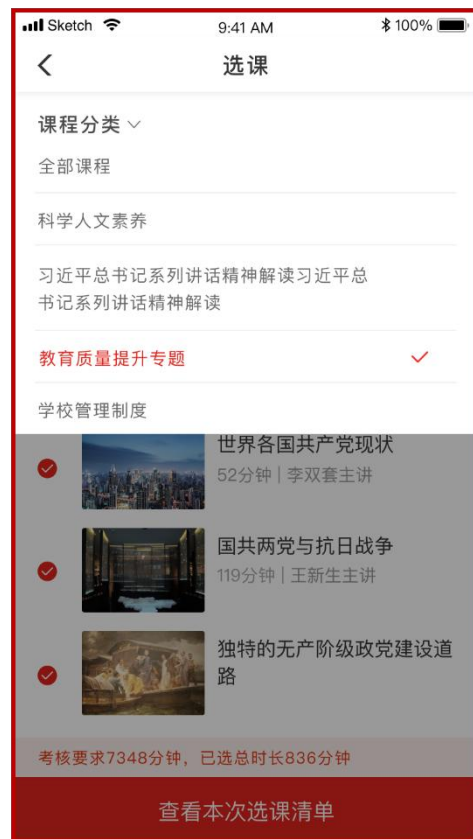 Sketch 9:41 AM 100%
选课
课程分类
全部课程
科学人文素养
习近平总书记系列讲话精神解读习近平总
书记系列讲话精神解读
教育质量提升专题
学校管理制度
世界各国共产党现状
52分钟 | 李双套主讲
国共两党与抗日战争
119分钟 | 王新生主讲
独特的无产阶级政党建设道
路
考核要求7348分钟，已选总时长836分钟
查看本次选课清单